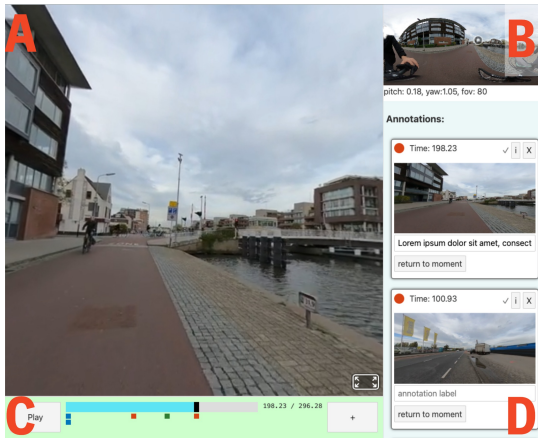 A
B
pitch: 0.18, yaw:1.05, fov: 80
Annotations:
Time: 198.23 ✓ i X
Lorem ipsum dolor sit amet, consect
return to moment
Time: 100.93 ✓ i X
annotation label
return to moment
C
Play
198.23 / 296.28
+
D